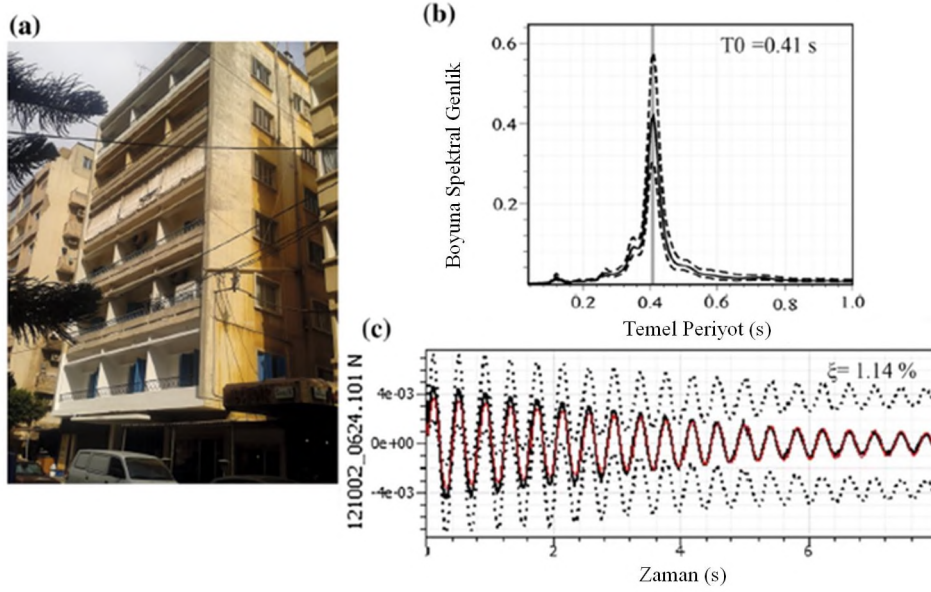 (a)
(b)
T0 =0.41 s
Boyuna Spektral Genlik
0.6
0.4
0.2
0.2
0.4
0.6
0.8
1.0
Temel Periyot (s)
(c)
ξ= 1.14 %
121002_0624 101 N
4e-03
0e+00
-4e-03
2
4
6
Zaman (s)